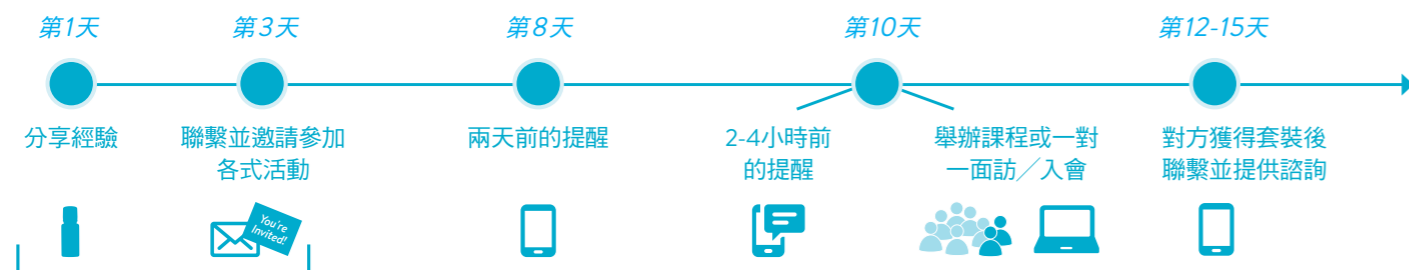 第1天
第3天
第8天
第10天
第12-15天
分享經驗
聯繫並邀請參加
各式活動
兩天前的提醒
2-4小時前
的提醒
舉辦課程或一對
一面訪／入會
對方獲得套裝後
聯繫並提供諮詢
You're
Invited!